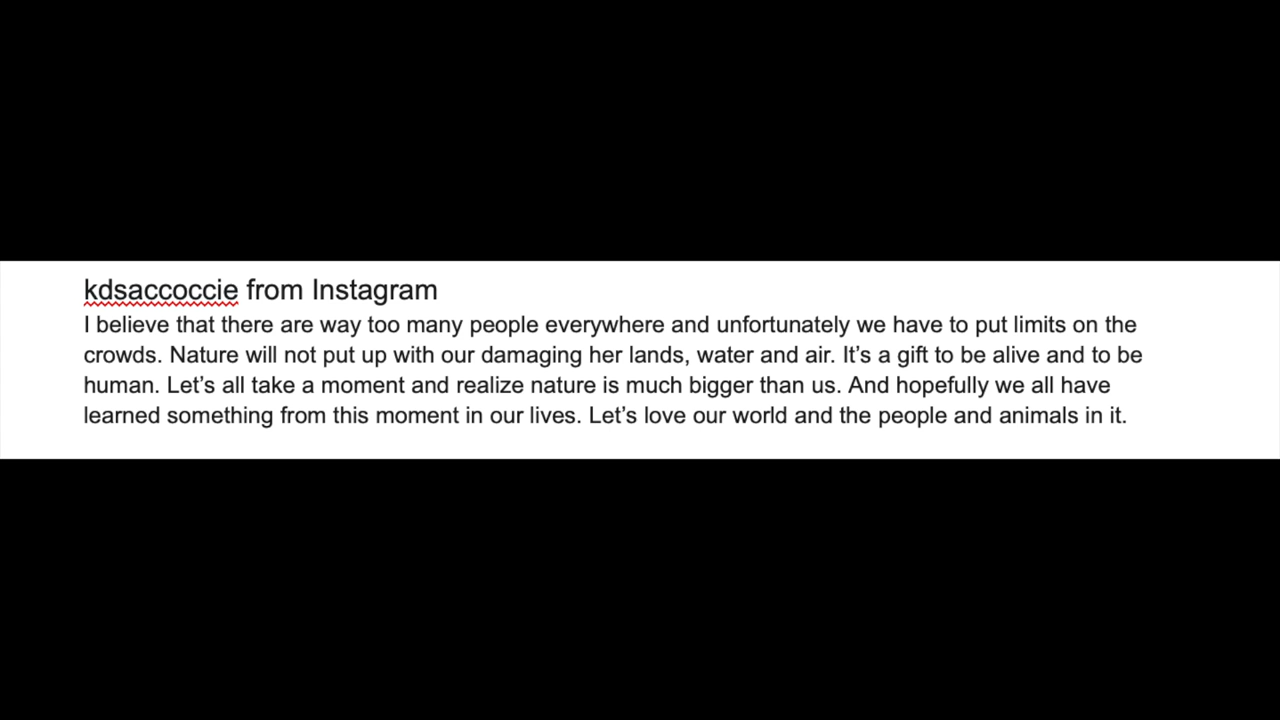 kdsaccoccie from Instagram
I believe that there are way too many people everywhere and unfortunately we have to put limits on the
crowds. Nature will not put up with our damaging her lands, water and air. It’s a gift to be alive and to be
human. Let’s all take a moment and realize nature is much bigger than us. And hopefully we all have
learned something from this moment in our lives. Let’s love our world and the people and animals in it.